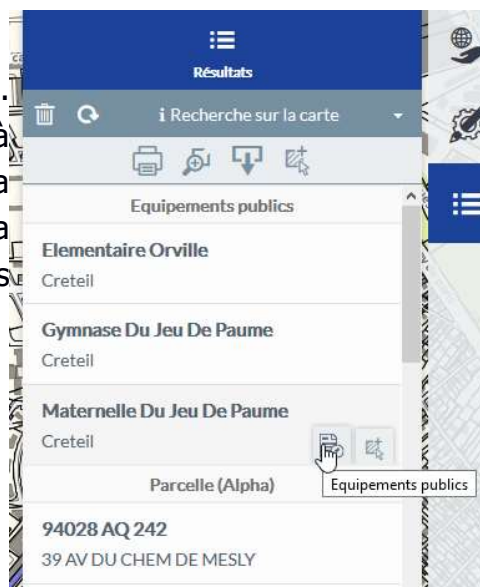 Résultats
i Recherche sur la carte
Equipements publics
Elementaire Orville
Creteil
Gymnase Du Jeu De Paume
Creteil
Maternelle Du Jeu De Paume
Creteil
Equipements publics
Parcelle (Alpha)
94028 AQ 242
39 AV DU CHEM DE MESLY